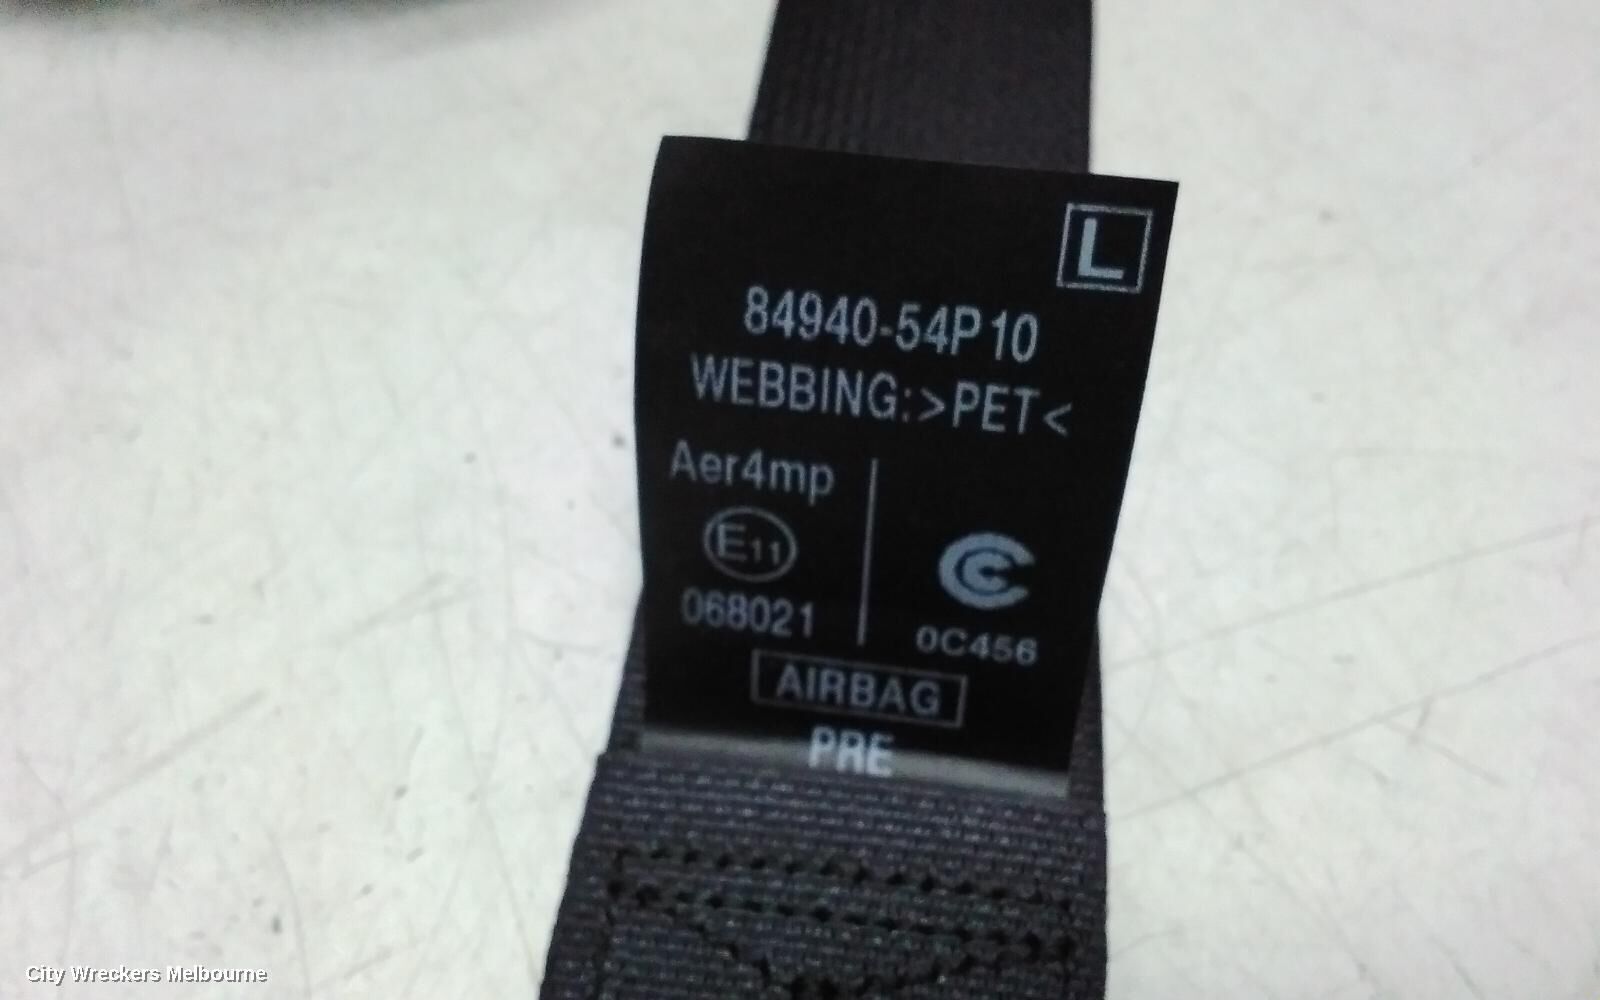 L
84940-54P10
WEBBING:>PET<
Aer4mp
E11
068021
0C456
AIRBAG
PRE
City Wreckers Melbourne